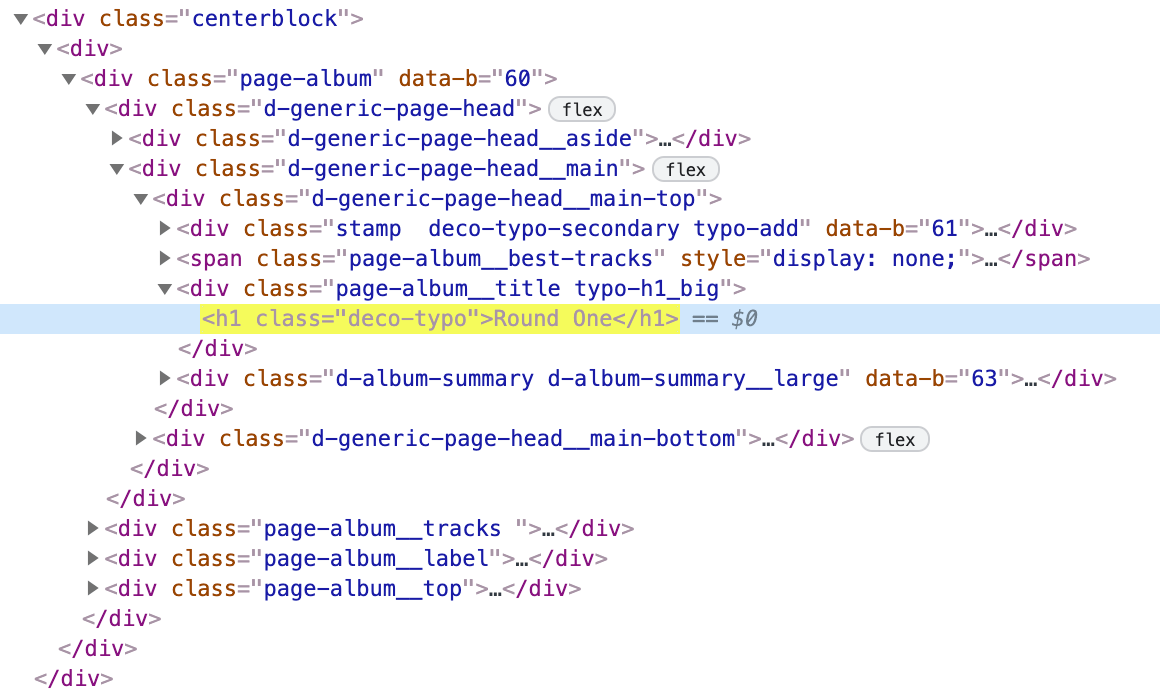 <div class="centerblock">
<div>
<div class="page-album" data-b="60">
<div class="d-generic-page-head"> flex
<div class="d-generic-page-head__aside">…</div>
<div class="d-generic-page-head__main"> flex
<div class="d-generic-page-head__main-top">
<div class="stamp  deco-typo-secondary typo-add" data-b="61">…</div>
<span class="page-album__best-tracks" style="display: none;">…</span>
<div class="page-album__title typo-h1_big">
<h1 class="deco-typo">Round One</h1> == $0
</div>
<div class="d-album-summary d-album-summary__large" data-b="63">…</div>
</div>
<div class="d-generic-page-head__main-bottom">…</div> flex
</div>
</div>
<div class="page-album__tracks ">…</div>
<div class="page-album__label">…</div>
<div class="page-album__top">…</div>
</div>
</div>
</div>